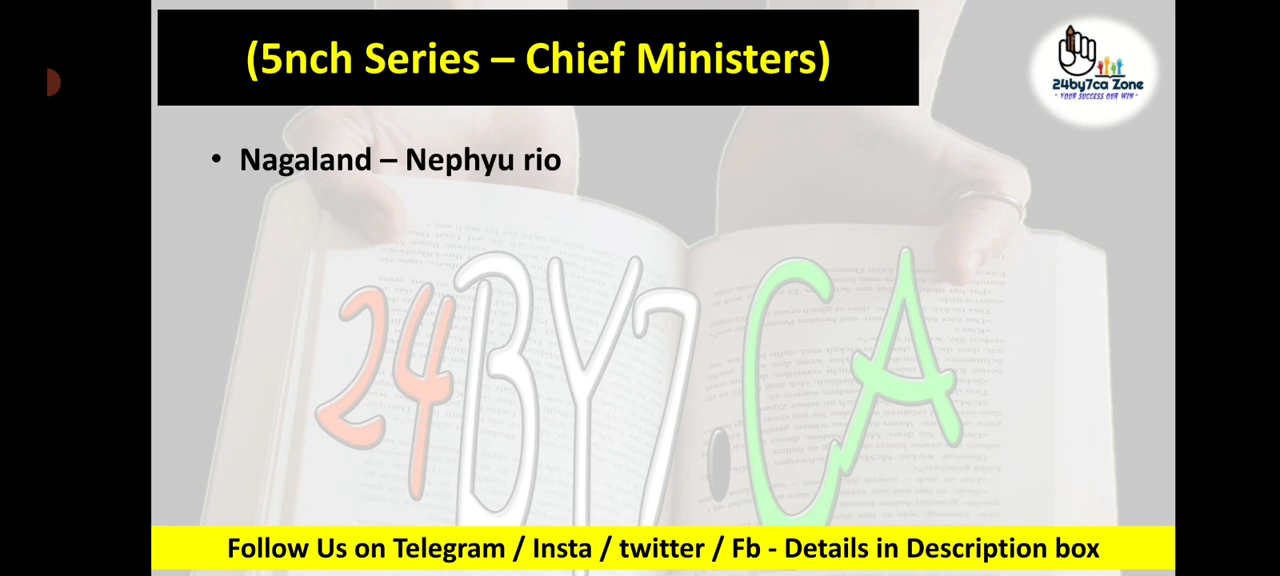 (5nch Series – Chief Ministers)
24by7ca Zone
" YOUR SUCCESS OUR WIN "
• Nagaland – Nephyu rio
24BY7.CA
Follow Us on Telegram / Insta / twitter / Fb - Details in Description box